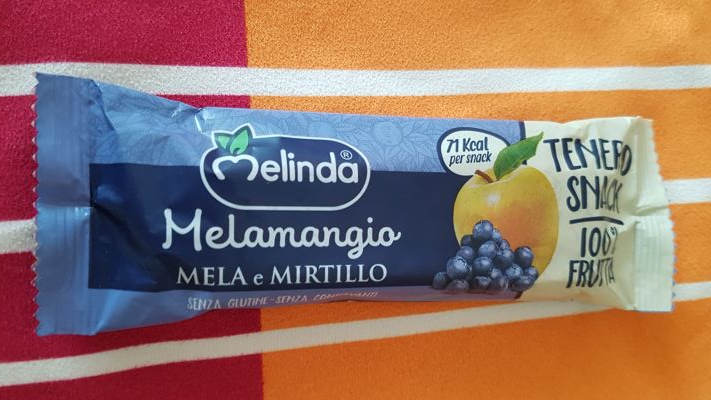 melinda®
Melamangio
MELA e MIRTILLO
SENZA GLUTINE-SENZA CONSERVANTI
71 Kcal
per snack
TENERO
SNACK
100%
FRUTTA